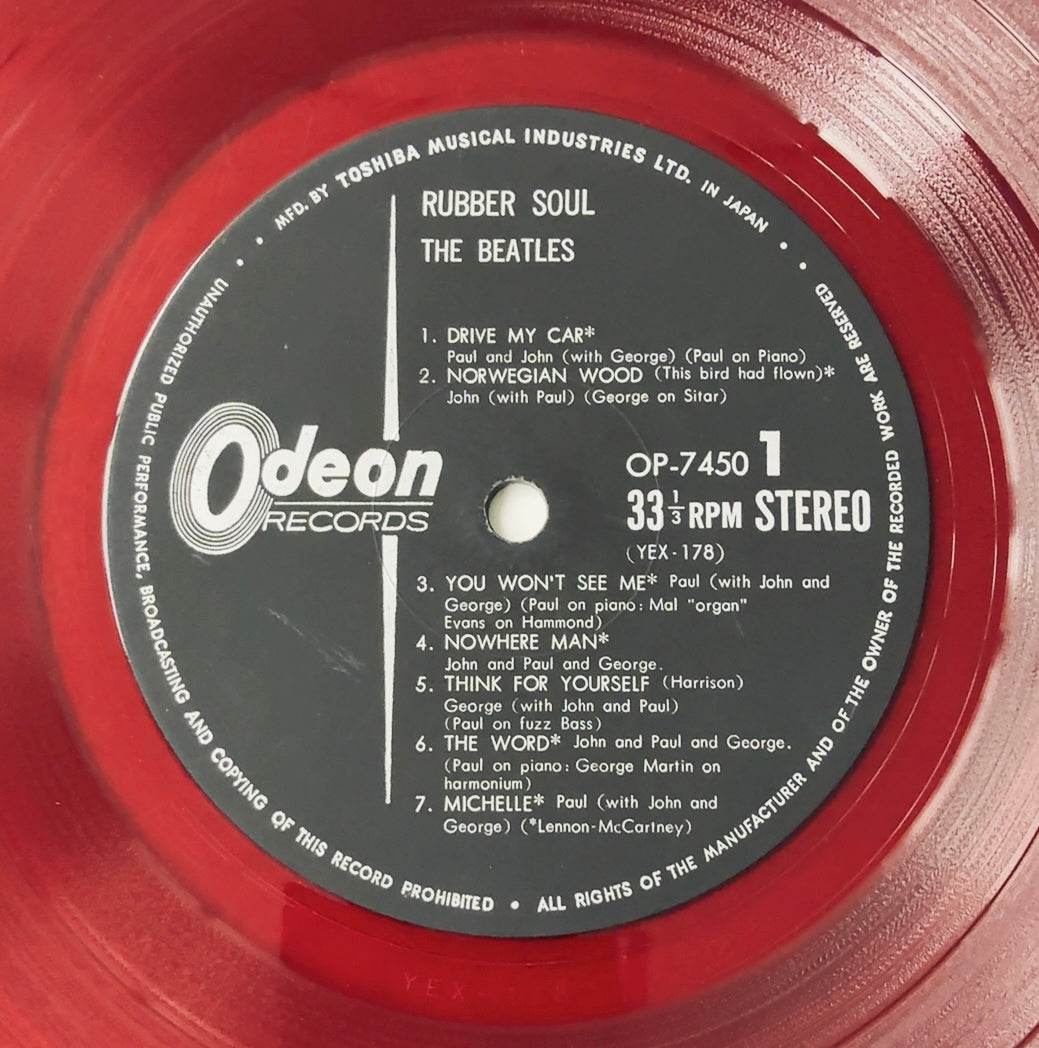 MFD. BY TOSHIBA MUSICAL INDUSTRIES LTD. IN JAPAN
RUBBER SOUL
THE BEATLES
1. DRIVE MY CAR*
Paul and John (with George) (Paul on Piano)
2. NORWEGIAN WOOD (This bird had flown)*
John (with Paul) (George on Sitar)
Odeon
RECORDS
OP-7450 1
33 1/3 RPM STEREO
(YEX-178)
3. YOU WON'T SEE ME* Paul (with John and
George) (Paul on piano: Mal "organ"
Evans on Hammond)
4. NOWHERE MAN*
John and Paul and George.
5. THINK FOR YOURSELF (Harrison)
George (with John and Paul)
(Paul on fuzz Bass)
6. THE WORD* John and Paul and George.
(Paul on piano: George Martin on
harmonium)
7. MICHELLE* Paul (with John and
George) (*Lennon-McCartney)
UNAUTHORIZED PUBLIC PERFORMANCE, BROADCASTING AND COPYING OF THIS RECORD PROHIBITED • ALL RIGHTS OF THE MANUFACTURER AND OF THE OWNER OF THE RECORDED WORK ARE RESERVED
YEX